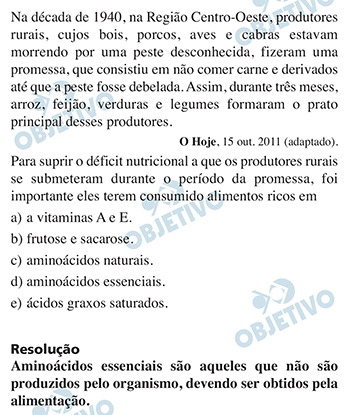 Na década de 1940, na Região Centro-Oeste, produtores
rurais, cujos bois, porcos, aves e cabras estavam
morrendo por uma peste desconhecida, fizeram uma
promessa, que consistiu em não comer carne e derivados
até que a peste fosse debelada. Assim, durante três meses,
arroz, feijão, verduras e legumes formaram o prato
principal desses produtores.
O Hoje, 15 out. 2011 (adaptado).
Para suprir o déficit nutricional a que os produtores rurais
se submeteram durante o período da promessa, foi
importante eles terem consumido alimentos ricos em
a) a vitaminas A e E.
b) frutose e sacarose.
c) aminoácidos naturais.
d) aminoácidos essenciais.
e) ácidos graxos saturados.
Resolução
Aminoácidos essenciais são aqueles que não são
produzidos pelo organismo, devendo ser obtidos pela
alimentação.
OBJETIVO
OBJETIVO
OBJETIVO
OBJETIVO